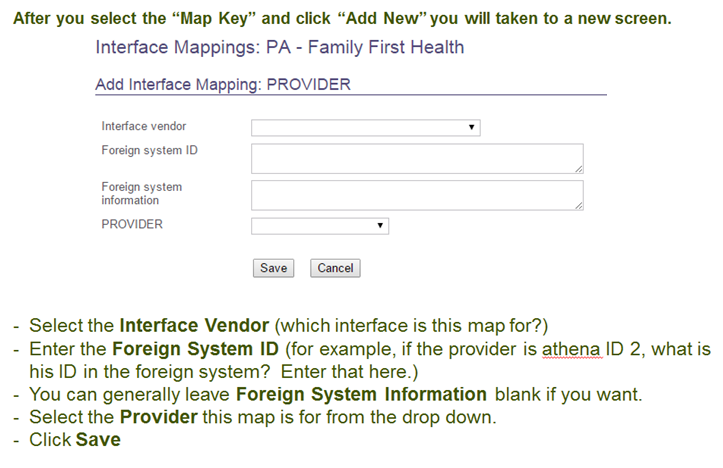 After you select the “Map Key” and click “Add New” you will taken to a new screen.
Interface Mappings: PA - Family First Health
Add Interface Mapping: PROVIDER
Interface vendor
Foreign system ID
Foreign system
information
PROVIDER
Save Cancel
- Select the Interface Vendor (which interface is this map for?)
- Enter the Foreign System ID (for example, if the provider is athena ID 2, what is
his ID in the foreign system?  Enter that here.)
- You can generally leave Foreign System Information blank if you want.
- Select the Provider this map is for from the drop down.
- Click Save